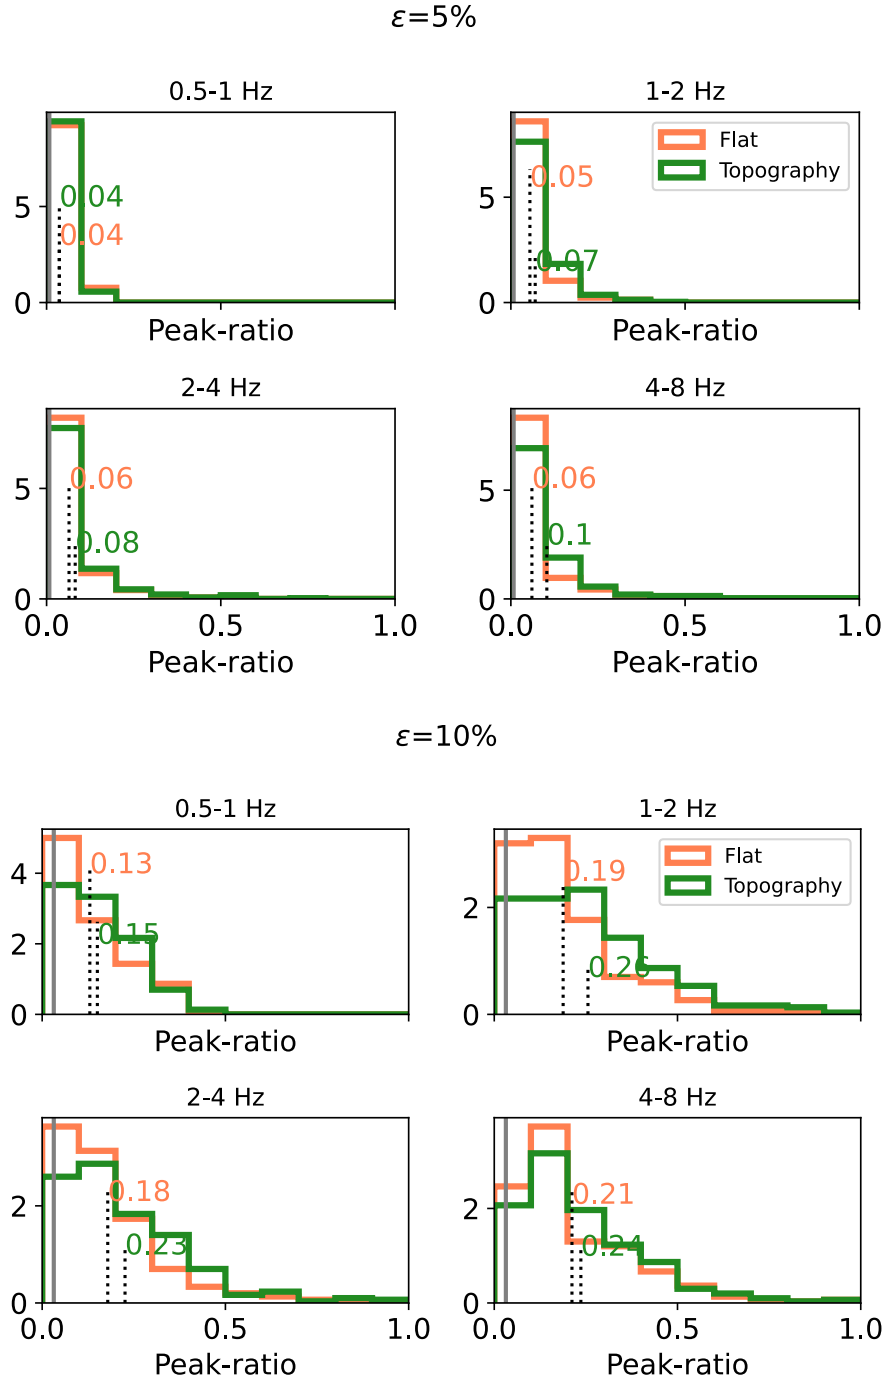 ε=5%
0.5-1 Hz
1-2 Hz
Flat
Topography
0.04
0.04
0.05
0.07
5
0
5
0
Peak-ratio
Peak-ratio
2-4 Hz
4-8 Hz
0.06
0.08
0.06
0.1
5
0
5
0
0.0 0.5 1.0
0.0 0.5 1.0
Peak-ratio
Peak-ratio
ε=10%
0.5-1 Hz
1-2 Hz
Flat
Topography
0.13
0.15
0.19
0.26
4
2
0
2
0
Peak-ratio
Peak-ratio
2-4 Hz
4-8 Hz
0.18
0.23
0.21
0.24
2
0
2
0
0.0 0.5 1.0
0.0 0.5 1.0
Peak-ratio
Peak-ratio